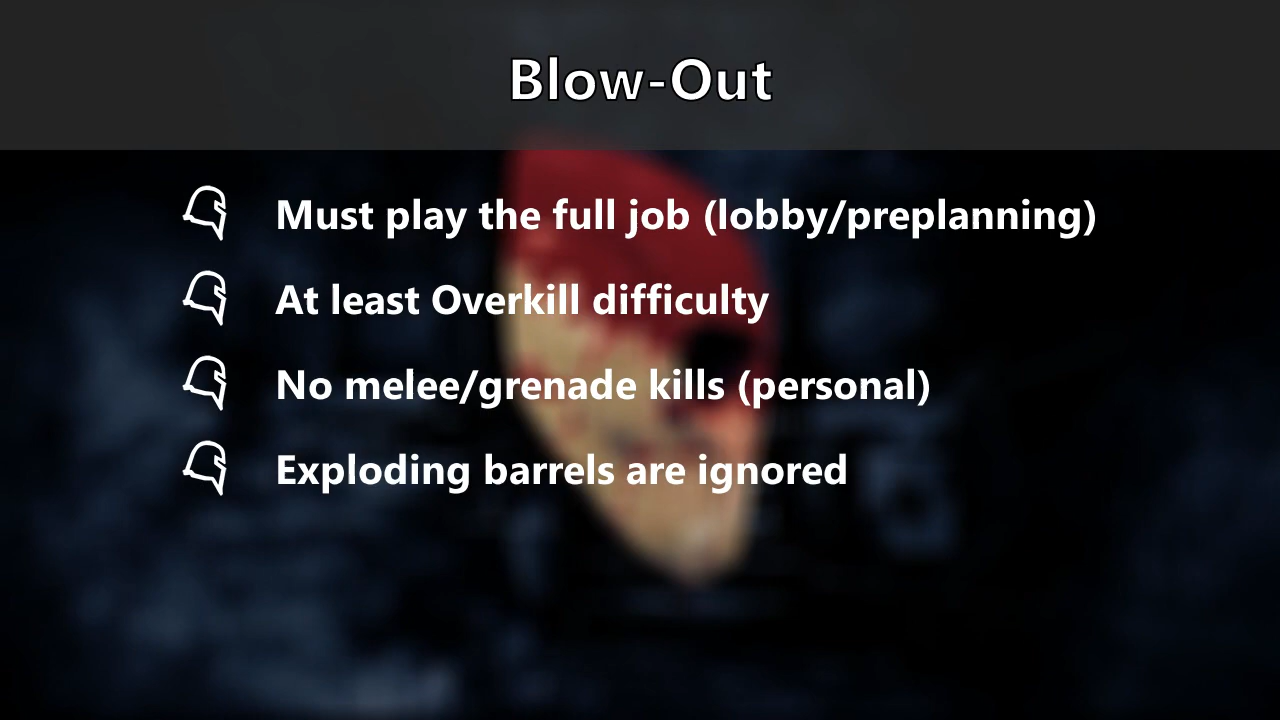 Blow-Out
Must play the full job (lobby/preplanning)
At least Overkill difficulty
No melee/grenade kills (personal)
Exploding barrels are ignored